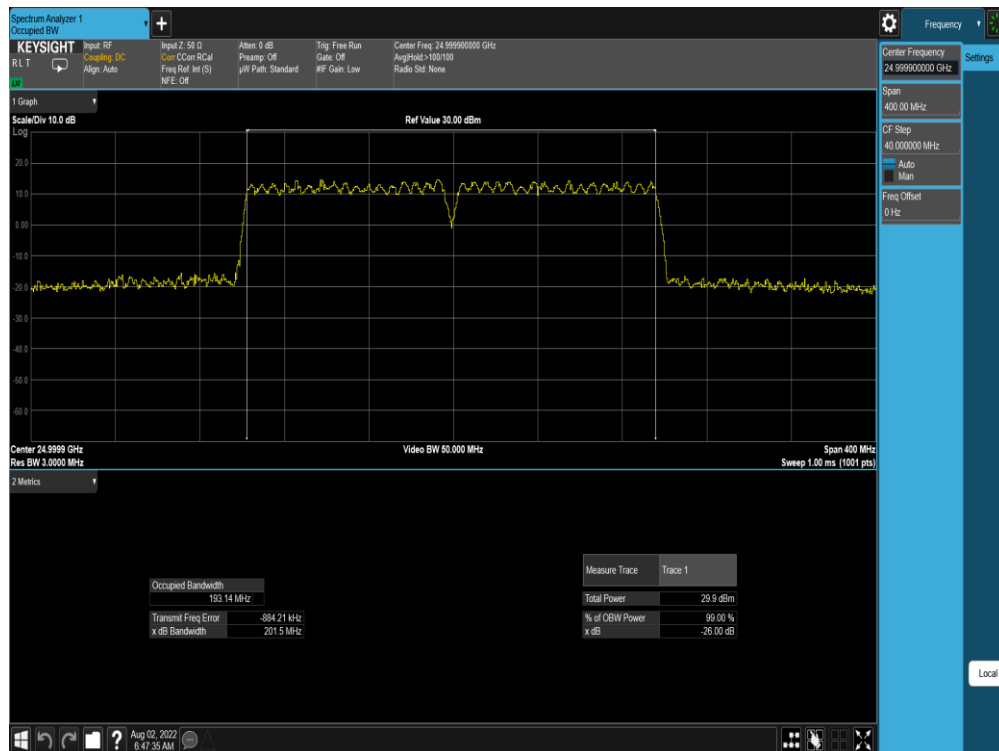 Spectrum Analyzer 1
Occupied BW
+
Frequency
KEYSIGHT
R L T
LXI
Input: RF
Coupling: DC
Align: Auto
Input Z: 50 Ω
Corr CCorr RCal
Freq Ref: Int (S)
NFE: Off
Atten: 0 dB
Preamp: Off
µW Path: Standard
Trig: Free Run
Gate: Off
#IF Gain: Low
Center Freq: 24.999900000 GHz
Avg|Hold:>100/100
Radio Std: None
Center Frequency
24.999900000 GHz
Settings
Span
400.00 MHz
CF Step
40.000000 MHz
Auto
Man
Freq Offset
0 Hz
1 Graph
Scale/Div 10.0 dB
Ref Value 30.00 dBm
Log
20.0
10.0
0.00
-10.0
-20.0
-30.0
-40.0
-50.0
-60.0
Center 24.9999 GHz
Video BW 50.000 MHz
Span 400 MHz
Res BW 3.0000 MHz
Sweep 1.00 ms (1001 pts)
2 Metrics
Occupied Bandwidth
193.14 MHz
Transmit Freq Error -884.21 kHz
x dB Bandwidth 201.5 MHz
Measure Trace Trace 1
Total Power 29.9 dBm
% of OBW Power 99.00 %
x dB -26.00 dB
Local
?
Aug 02, 2022
6:47:35 AM